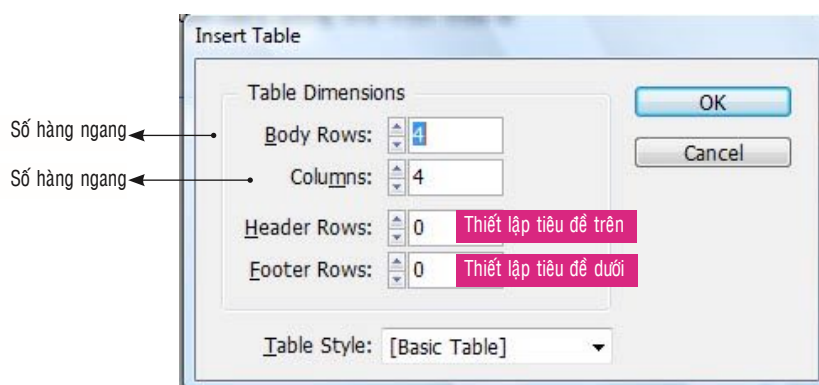 Insert Table
Table Dimensions
OK
Số hàng ngang
Body Rows: 4
Cancel
Số hàng ngang
Columns: 4
Header Rows: 0 Thiết lập tiêu đề trên
Footer Rows: 0 Thiết lập tiêu đề dưới
Table Style: [Basic Table]